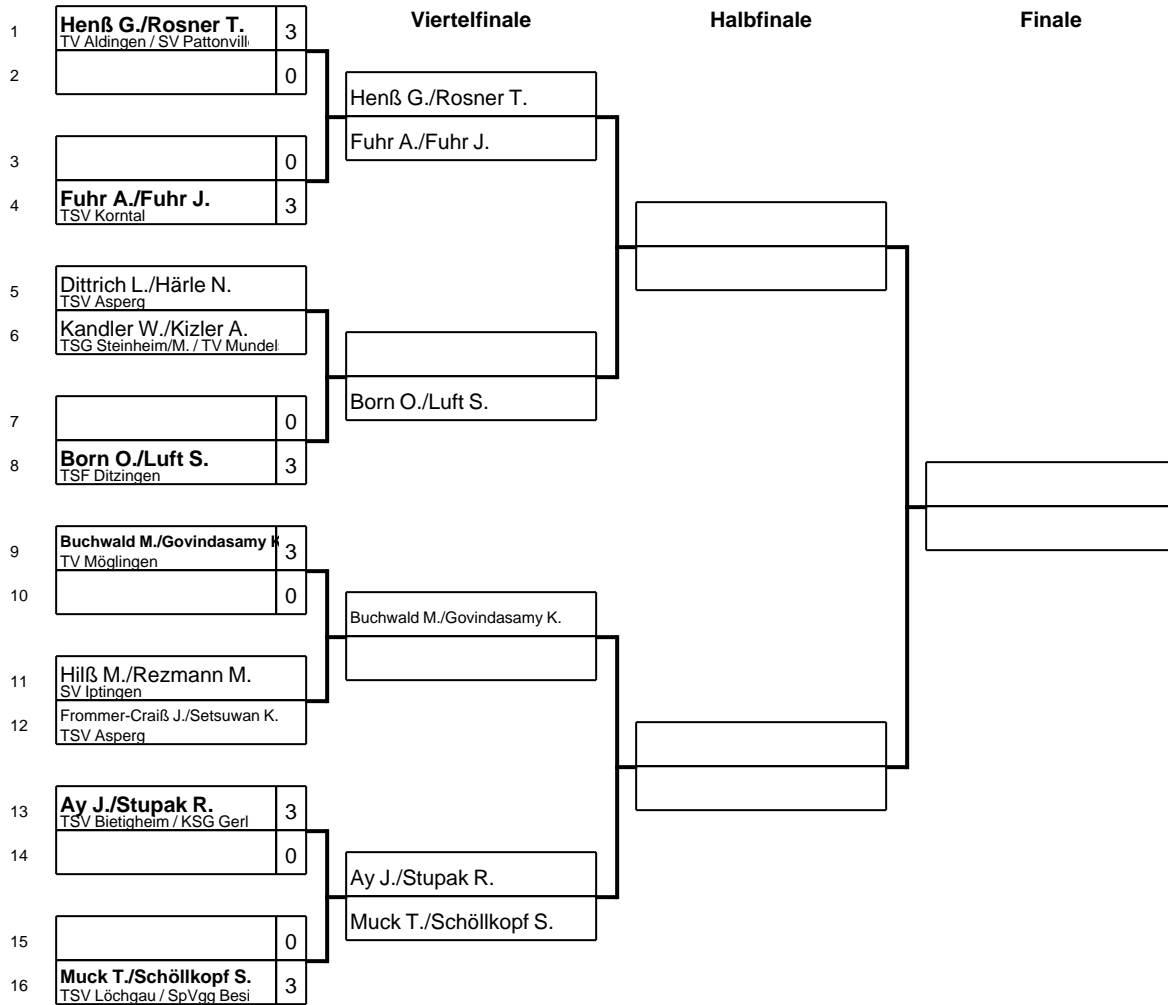 Viertelfinale
Halbfinale
Finale
1
Henß G./Rosner T.
3
TV Aldingen / SV Pattonvill
2
0
3
0
4
Fuhr A./Fuhr J.
3
TSV Korntal
5
Dittrich L./Härle N.
TSV Asperg
6
Kandler W./Kizler A.
TSG Steinheim/M. / TV Mundel
7
0
8
Born O./Luft S.
3
TSF Ditzingen
9
Buchwald M./Govindasamy K
3
TV Möglingen
10
0
11
Hilß M./Rezmann M.
SV Iptingen
12
Frommer-Craiß J./Setsuwan K.
TSV Asperg
13
Ay J./Stupak R.
3
TSV Bietigheim / KSG Gerl
14
0
15
0
16
Muck T./Schöllkopf S.
3
TSV Löchgau / SpVgg Besi
Henß G./Rosner T.
Fuhr A./Fuhr J.
Born O./Luft S.
Buchwald M./Govindasamy K.
Ay J./Stupak R.
Muck T./Schöllkopf S.